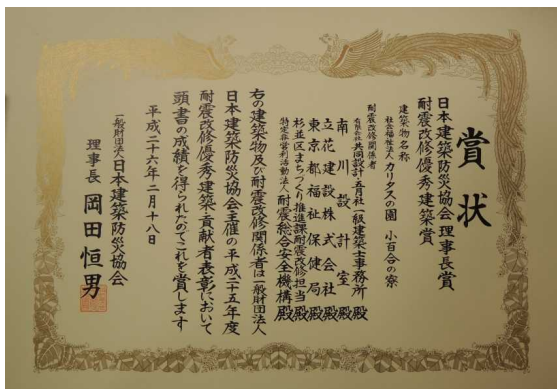 賞状
日本建築防災協会理事長賞
耐震改修優秀建築賞
建築物名称
社会福祉法人 カリタスの園 小百合の寮
耐震改修関係者
有限会社共同設計・五月社一級建築士事務所 殿
南川設計室 殿
立花建設株式会社 殿
東京都福祉保健局 殿
杉並区まちづくり推進課耐震改修担当 殿
特定非営利活動法人 耐震総合安全機構 殿
右の建築物及び耐震改修関係者は一般財団法人
日本建築防災協会主催の平成二十五年度
耐震改修優秀建築・貢献者表彰において
頭書の成績を得られたのでこれを賞します
平成二十六年二月十八日
一般財団法人日本建築防災協会
理事長 岡田恒男